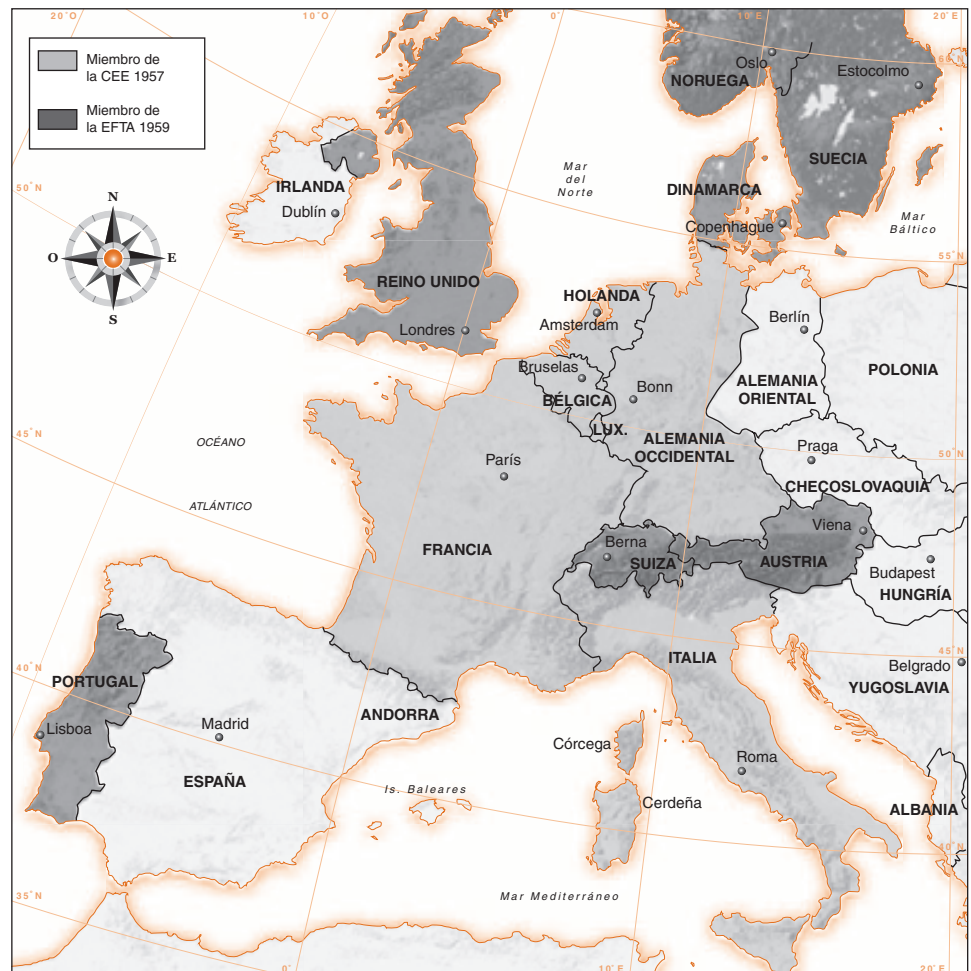 20°O
10°O
0°
10°E
20°E
Miembro de
la CEE 1957
Miembro de
la EFTA 1959
Oslo
NORUEGA
Estocolmo
SUECIA
Mar
del
Norte
DINAMARCA
Copenhague
Mar
Báltico
50°N
55°N
IRLANDA
Dublín
N
O
E
S
REINO UNIDO
Londres
HOLANDA
Amsterdam
Berlín
Bruselas
BÉLGICA
Bonn
ALEMANIA
ORIENTAL
POLONIA
LUX.
ALEMANIA
OCCIDENTAL
45°N
50°N
OCÉANO
ATLÁNTICO
París
Praga
CHECOSLOVAQUIA
Viena
FRANCIA
Berna
SUIZA
AUSTRIA
Budapest
HUNGRÍA
40°N
45°N
ITALIA
Belgrado
YUGOSLAVIA
PORTUGAL
Lisboa
Madrid
ESPAÑA
ANDORRA
Is. Baleares
Córcega
Cerdeña
Roma
ALBANIA
40°N
35°N
Mar Mediterráneo
0°
10°E
20°E